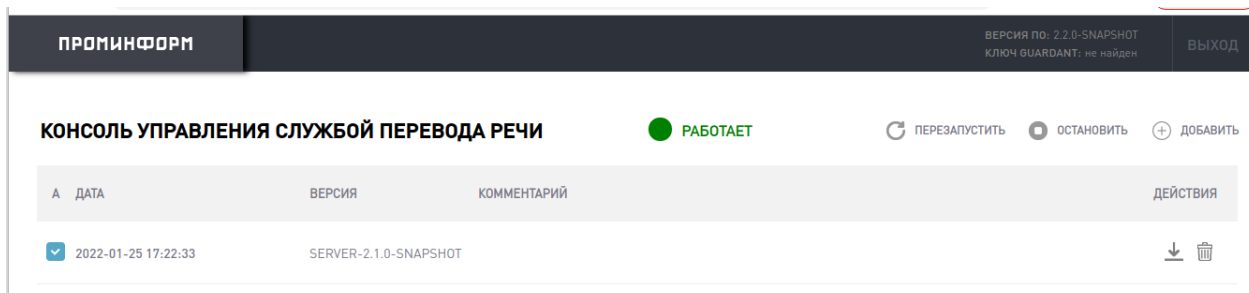 ПРОМИНФОРМ
ВЕРСИЯ ПО: 2.2.0-SNAPSHOT
КЛЮЧ GUARDANT: не найден
ВЫХОД
КОНСОЛЬ УПРАВЛЕНИЯ СЛУЖБОЙ ПЕРЕВОДА РЕЧИ
РАБОТАЕТ
ПЕРЕЗАПУСТИТЬ
ОСТАНОВИТЬ
ДОБАВИТЬ
А ДАТА ВЕРСИЯ КОММЕНТАРИЙ ДЕЙСТВИЯ
2022-01-25 17:22:33 SERVER-2.1.0-SNAPSHOT